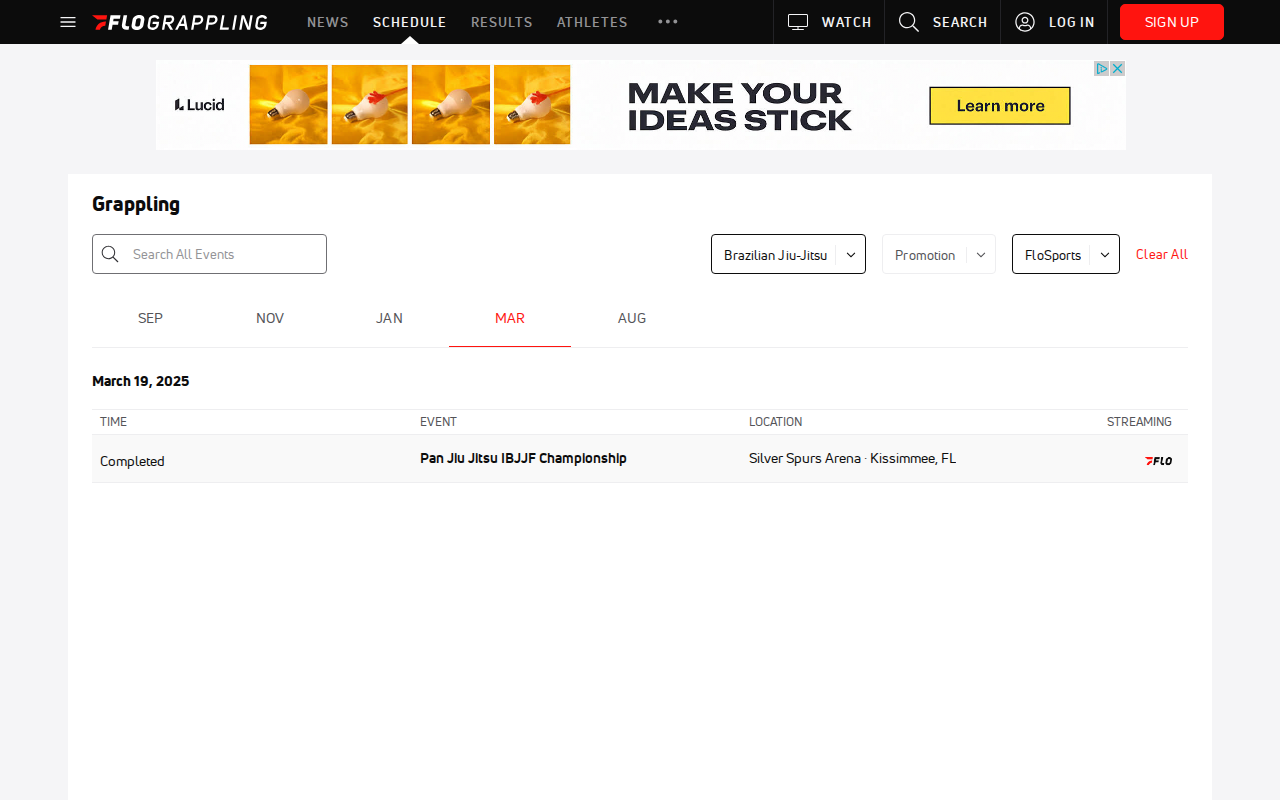 FLOGRAPPLING NEWS SCHEDULE RESULTS ATHLETES WATCH SEARCH LOG IN SIGN UP
Lucid
MAKE YOUR
IDEAS STICK
Learn more
Grappling
Search All Events
Brazilian Jiu-Jitsu
Promotion
FloSports
Clear All
SEP NOV JAN MAR AUG
March 19, 2025
TIME EVENT LOCATION STREAMING
Completed Pan Jiu Jitsu IBJJF Championship Silver Spurs Arena · Kissimmee, FL FLO